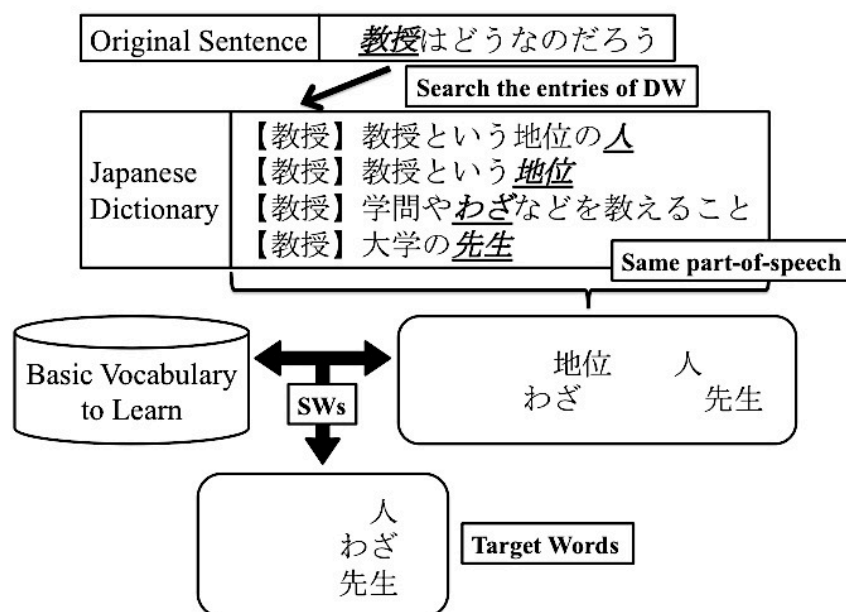 Original Sentence 教授はどうなのだろう
Search the entries of DW
Japanese Dictionary
【教授】教授という地位の人
【教授】教授という地位
【教授】学問やわざなどを教えること
【教授】大学の先生
Same part-of-speech
Basic Vocabulary
to Learn
SWs
地位 人
わざ 先生
人
わざ
先生
Target Words